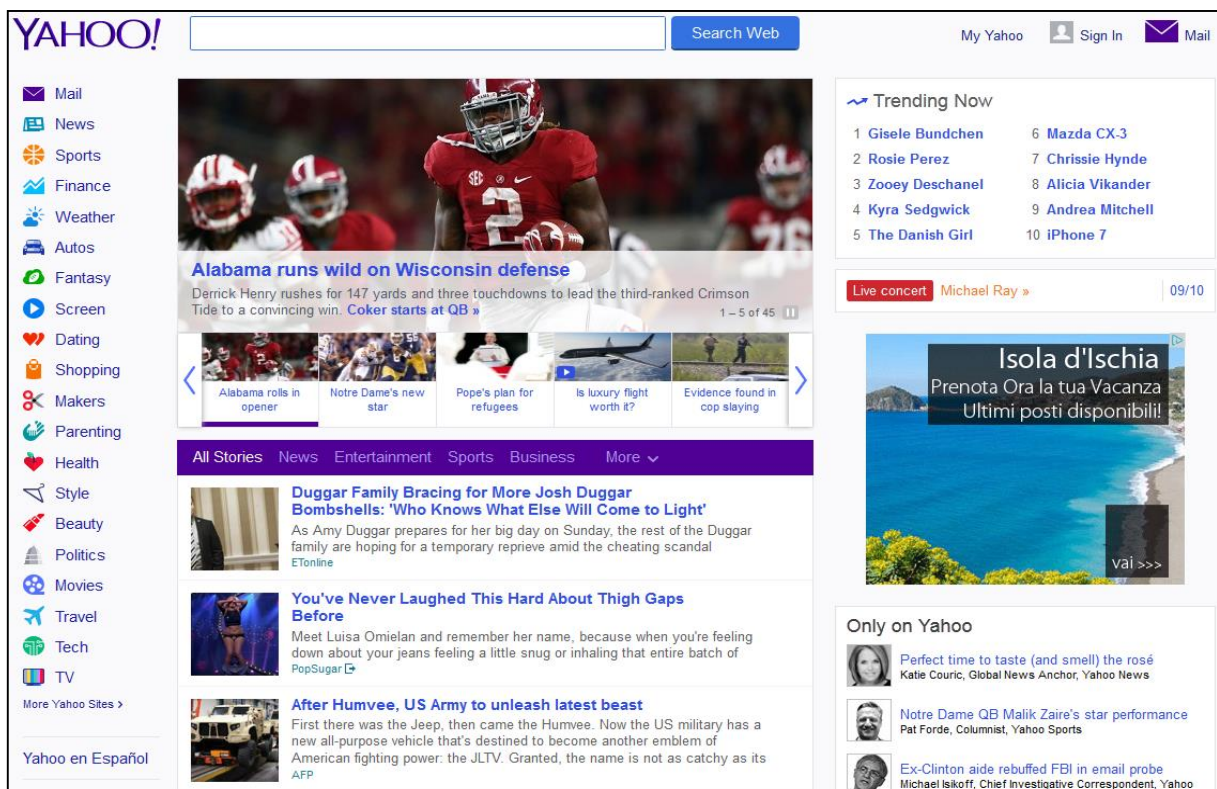 YAHOO!
Search Web
My Yahoo
Sign In
Mail
Mail
News
Sports
Finance
Weather
Autos
Fantasy
Screen
Dating
Shopping
Makers
Parenting
Health
Style
Beauty
Politics
Movies
Travel
Tech
TV
More Yahoo Sites >
Yahoo en Español
SEC
2
76
Alabama runs wild on Wisconsin defense
Derrick Henry rushes for 147 yards and three touchdowns to lead the third-ranked Crimson
Tide to a convincing win. Coker starts at QB »
1 – 5 of 45
Alabama rolls in
opener
Notre Dame's new
star
Pope's plan for
refugees
Is luxury flight
worth it?
Evidence found in
cop slaying
All Stories News Entertainment Sports Business More
Duggar Family Bracing for More Josh Duggar
Bombshells: 'Who Knows What Else Will Come to Light'
As Amy Duggar prepares for her big day on Sunday, the rest of the Duggar
family are hoping for a temporary reprieve amid the cheating scandal
ETonline
You've Never Laughed This Hard About Thigh Gaps
Before
Meet Luisa Omielan and remember her name, because when you're feeling
down about your jeans feeling a little snug or inhaling that entire batch of
PopSugar
After Humvee, US Army to unleash latest beast
First there was the Jeep, then came the Humvee. Now the US military has a
new all-purpose vehicle that's destined to become another emblem of
American fighting power: the JLTV. Granted, the name is not as catchy as its
AFP
Trending Now
1 Gisele Bundchen
2 Rosie Perez
3 Zooey Deschanel
4 Kyra Sedgwick
5 The Danish Girl
6 Mazda CX-3
7 Chrissie Hynde
8 Alicia Vikander
9 Andrea Mitchell
10 iPhone 7
Live concert Michael Ray » 09/10
Isola d'Ischia
Prenota Ora la tua Vacanza
Ultimi posti disponibili!
vai >>>
Only on Yahoo
Perfect time to taste (and smell) the rosé
Katie Couric, Global News Anchor, Yahoo News
Notre Dame QB Malik Zaire's star performance
Pat Forde, Columnist, Yahoo Sports
Ex-Clinton aide rebuffed FBI in email probe
Michael Isikoff, Chief Investigative Correspondent, Yahoo